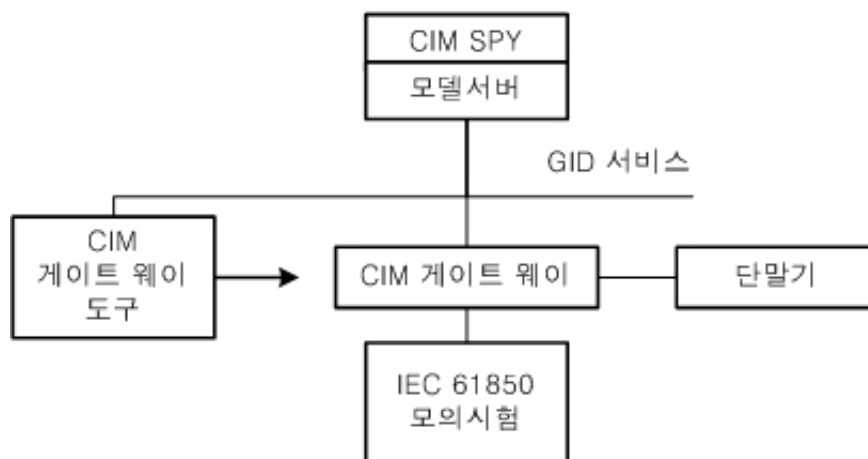 CIM SPY
모델서버
GID 서비스
CIM
게이트 웨이
도구
CIM 게이트 웨이
단말기
IEC 61850
모의시험